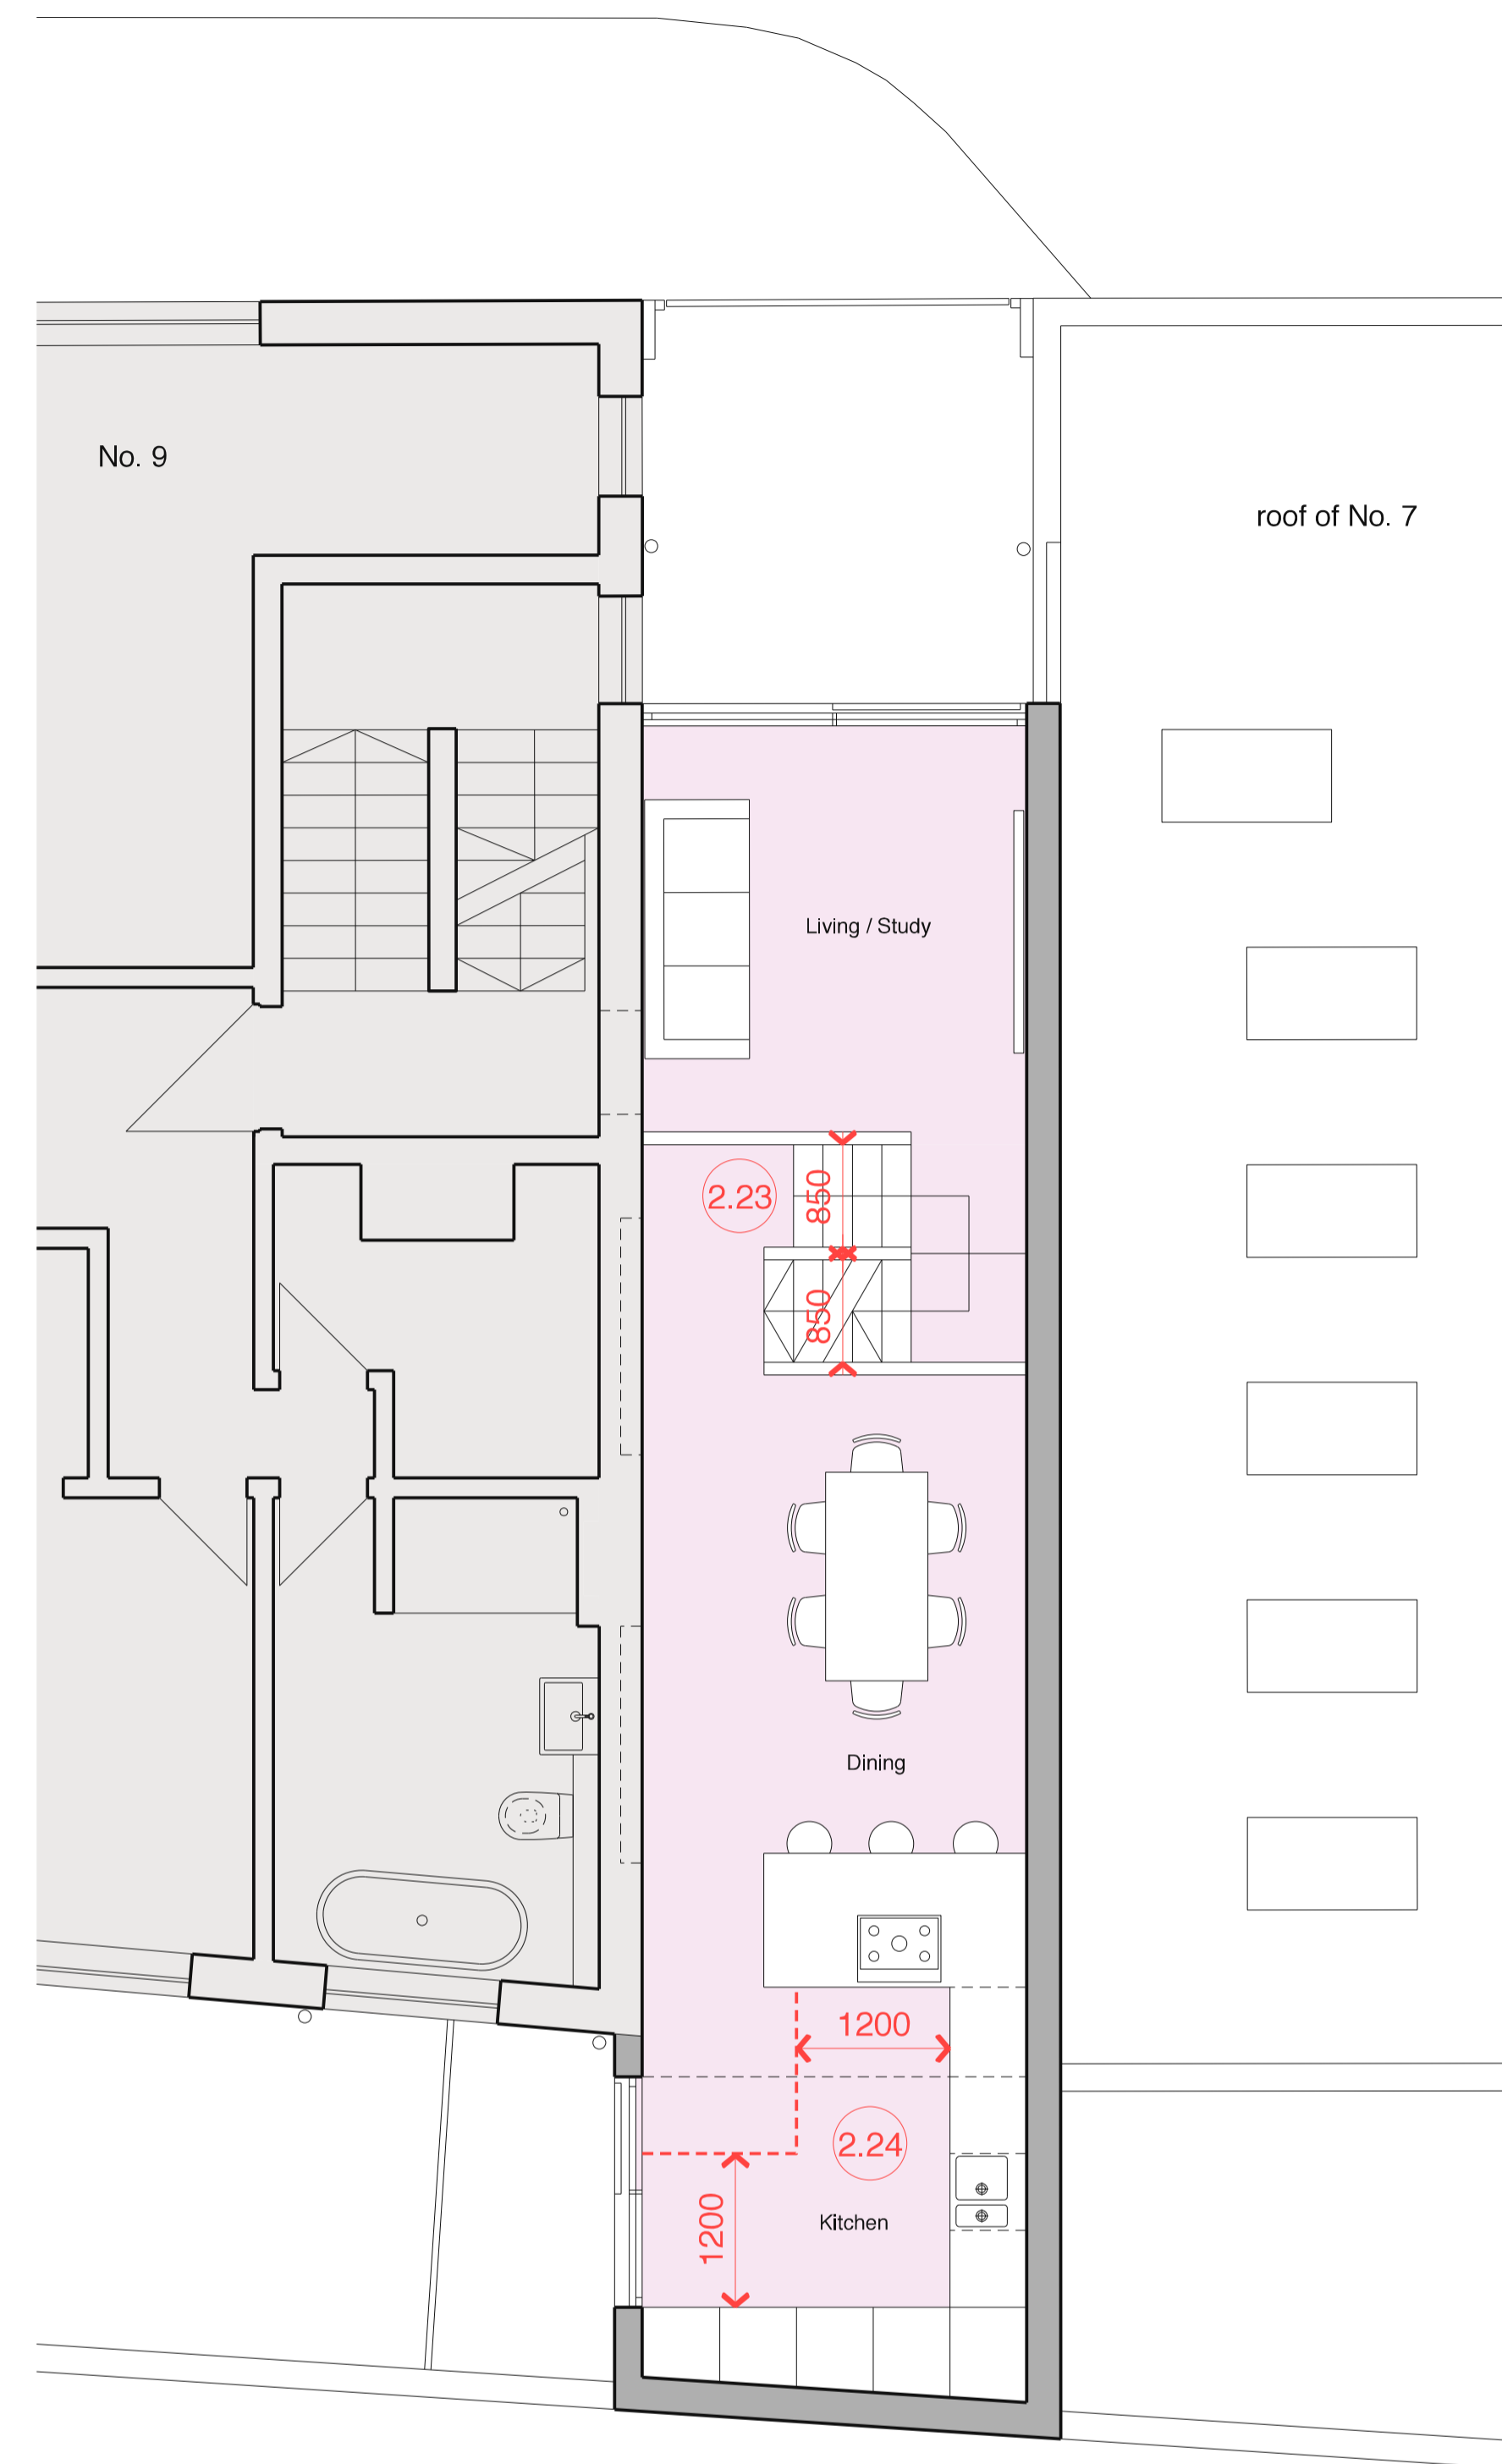 No. 9
roof of No. 7
Living / Study
2.23
850
850
Dining
1200
2.24
1200
Kitchen